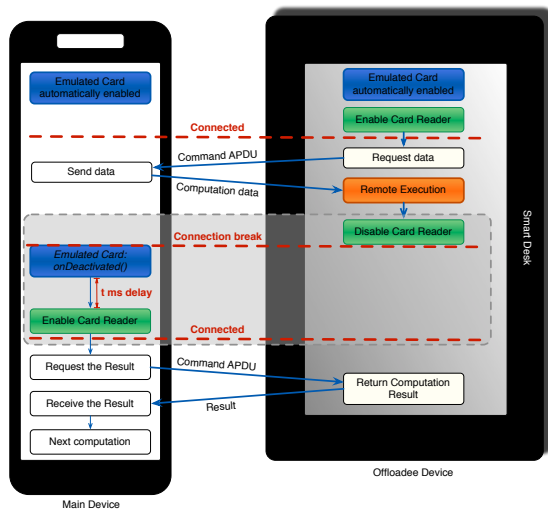 Emulated Card
automatically enabled
Emulated Card
automatically enabled
Enable Card Reader
Connected
Command APDU
Request data
Send data
Computation data
Remote Execution
Disable Card Reader
Connection break
Emulated Card:
onDeactivated()
t ms delay
Enable Card Reader
Connected
Request the Result
Command APDU
Return Computation
Result
Receive the Result
Result
Next computation
Smart Desk
Offloadee Device
Main Device